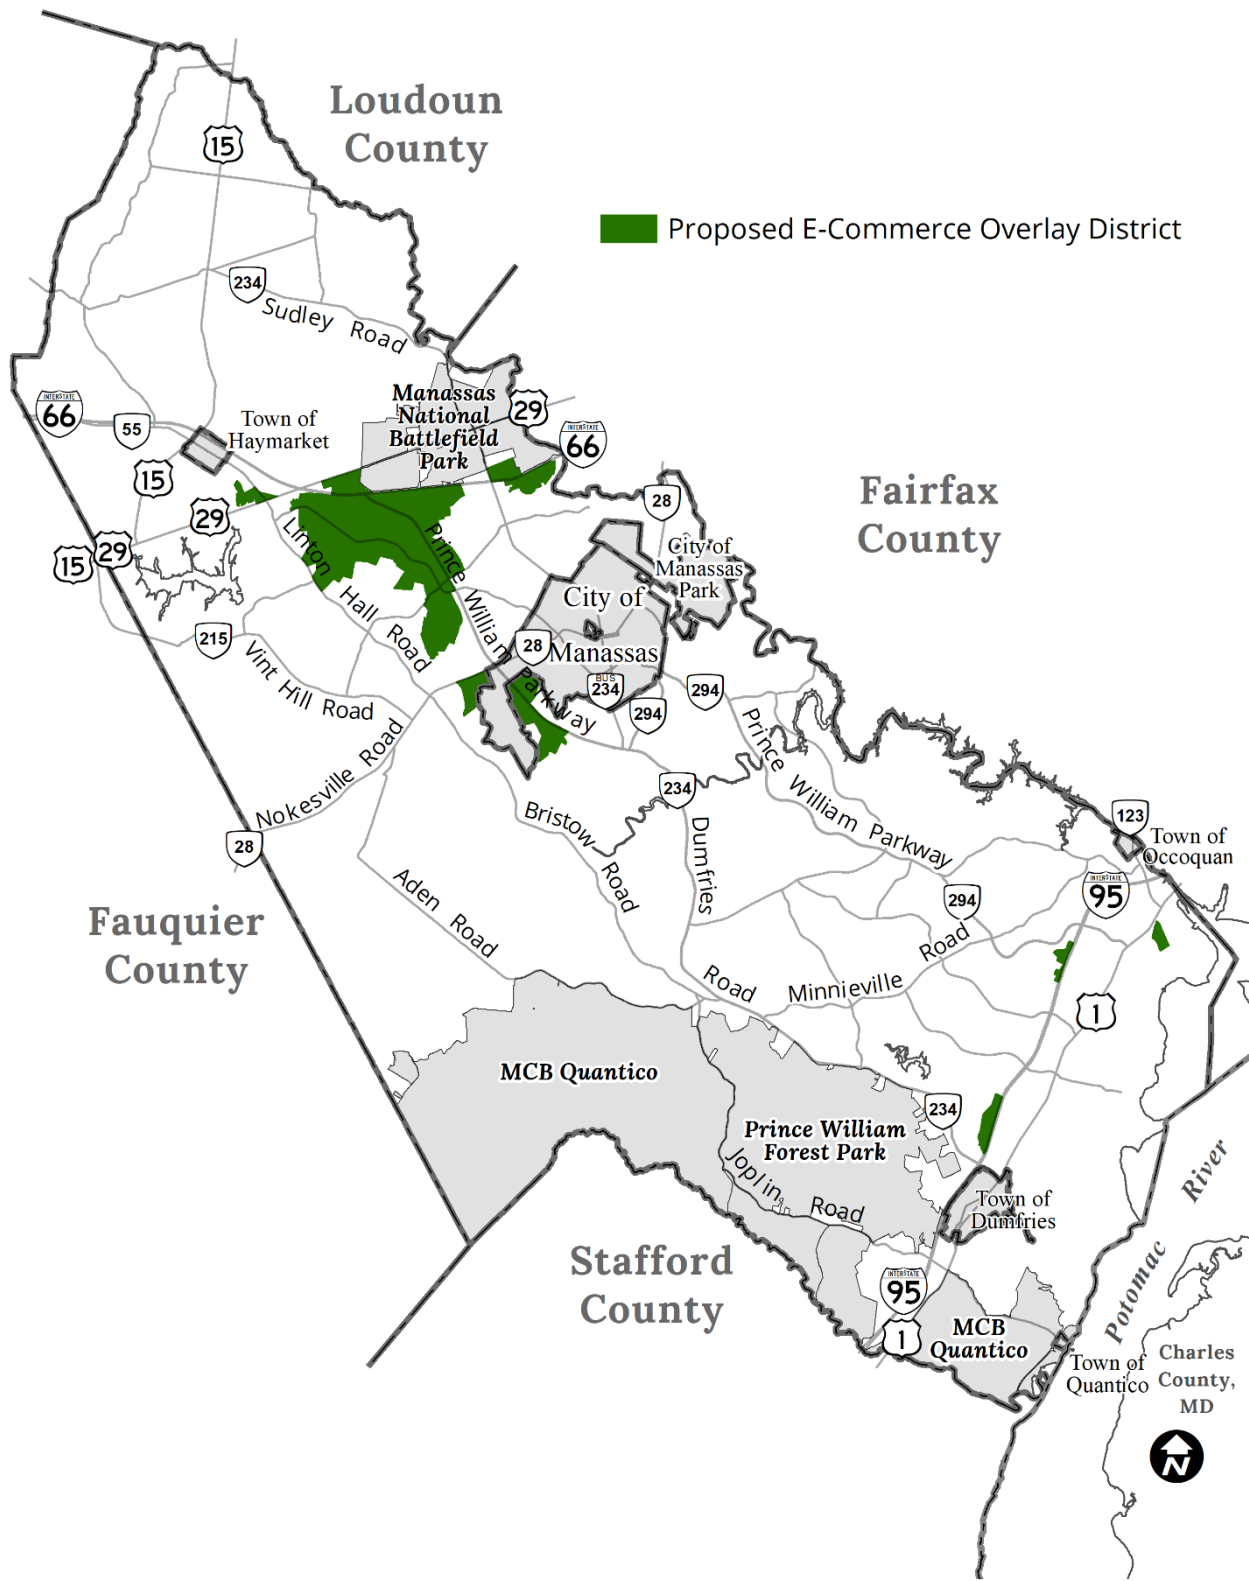 Loudoun
County
15
Proposed E-Commerce Overlay District
234
Sudley Road
Manassas
National
Battlefield
Park
29
INTERSTATE
66
55
Town of
Haymarket
INTERSTATE
66
15
29
15
29
28
Fairfax
County
City of
Manassas
Park
City of
Manassas
28
BUS
234
294
294
Linton Hall Road
Prince William Parkway
215
Vint Hill Road
Nokesville Road
28
234
Dumfries
Road
Prince William Parkway
Bristow Road
123
Town of
Occoquan
INTERSTATE
95
294
Aden Road
Fauquier
County
Minnieville Road
1
MCB Quantico
Prince William
Forest Park
234
Joplin Road
Town of
Dumfries
Stafford
County
INTERSTATE
95
1
MCB
Quantico
Town of
Quantico
Potomac River
Charles
County,
MD
N